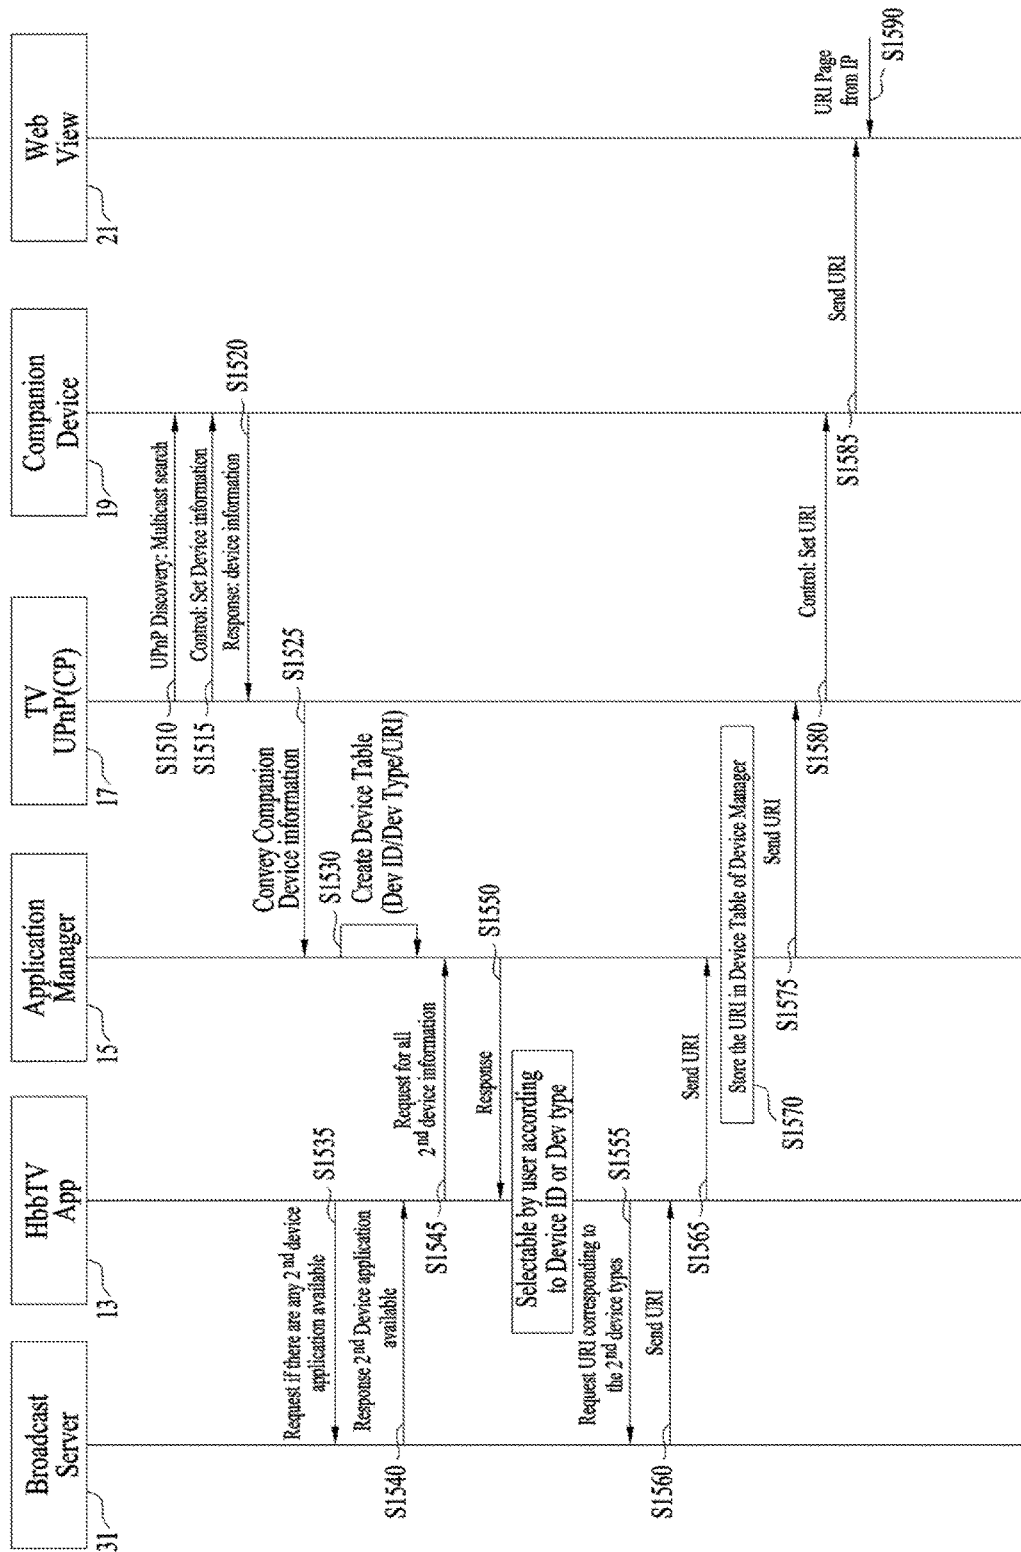 Broadcast
Server
31
HbbTV
App
13
Application
Manager
15
TV
UPnP(CP)
17
Companion
Device
19
Web
View
21
UPnP Discovery: Multicast search
S1510
Control: Set Device information
S1515
Response: device information
S1520
Convey Companion
Device information
S1525
S1530
Create Device Table
(Dev ID/Dev Type/URI)
Request if there are any 2nd device
application available
S1535
Response 2nd Device application
available
S1540
Request for all
2nd device information
S1545
Response
S1550
Selectable by user according
to Device ID or Dev type
Request URI corresponding to
the 2nd device types
S1555
Send URI
S1560
Send URI
S1565
Store the URI in Device Table of Device Manager
S1570
Send URI
S1575
Control: Set URI
S1580
Send URI
S1585
URI Page
from IP
S1590